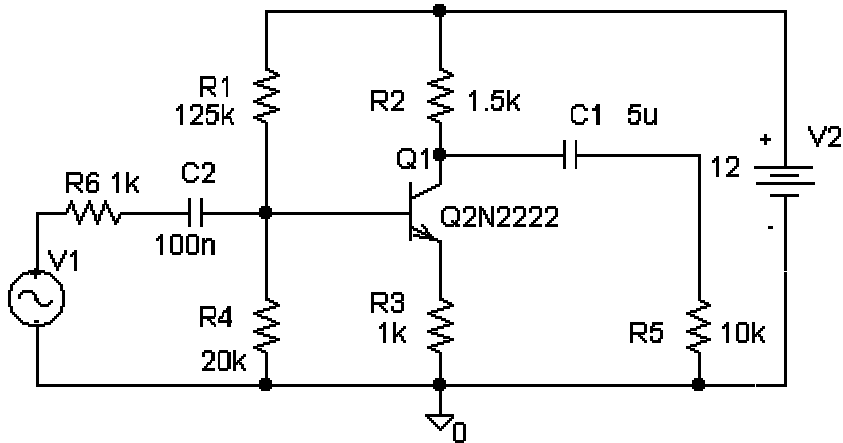 R1
125k
R2 1.5k
C1 5u
+ V2
12
-
Q1
Q2N2222
R6 1k
C2
100n
+ V1
-
R4
20k
R3
1k
R5 10k
0